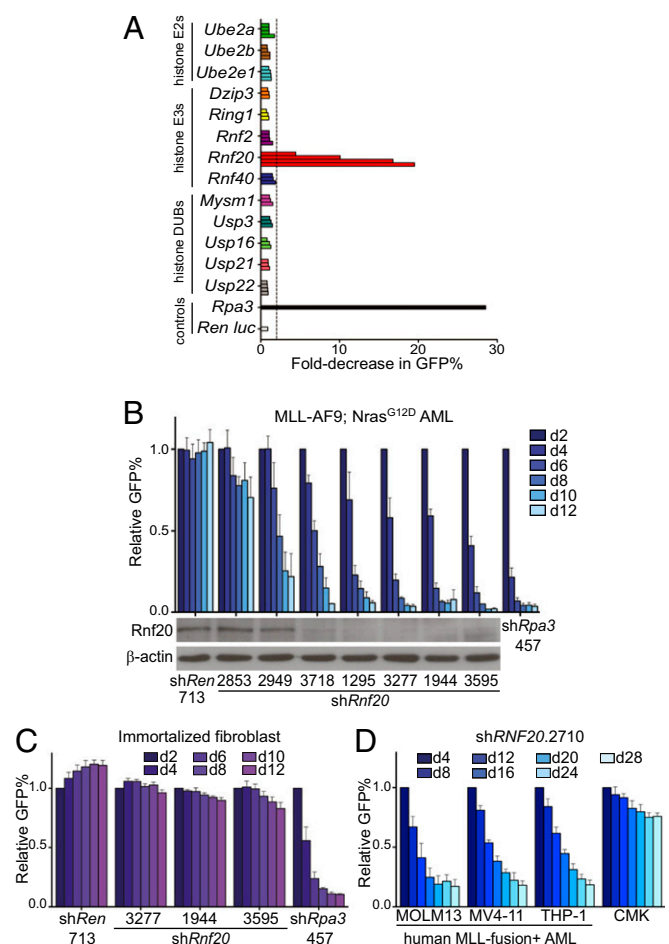 A
histone E2s
Ube2a
Ube2b
Ube2e1
histone E3s
Dzip3
Ring1
Rnf2
Rnf20
Rnf40
histone DUBs
Mysm1
Usp3
Usp16
Usp21
Usp22
controls
Rpa3
Ren luc
0 10 20 30
Fold-decrease in GFP%
B
MLL-AF9; NrasG12D AML
d2
d4
d6
d8
d10
d12
Relative GFP%
1.0
0.5
0
Rnf20
β-actin
shRen 713
2853 2949 3718 1295 3277 1944 3595
shRnf20
shRpa3
457
C
Immortalized fibroblast
d2 d6 d10
d4 d8 d12
Relative GFP%
1.0
0.5
0.0
shRen 713
3277 1944 3595
shRnf20
shRpa3
457
D
shRNF20.2710
d4 d12 d20 d28
d8 d16 d24
Relative GFP%
1.0
0.5
0
MOLM13 MV4-11 THP-1 CMK
human MLL-fusion+ AML